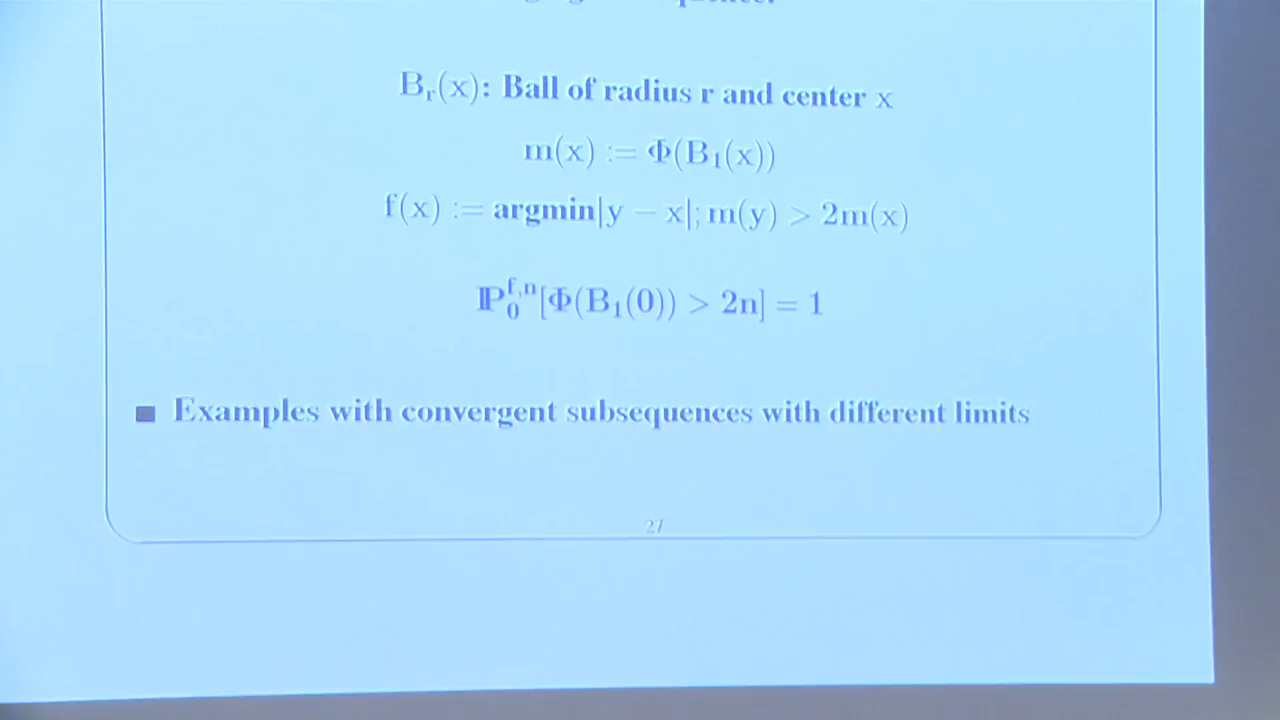 B_r(x): Ball of radius r and center x
m(x) := Φ(B_1(x))
f(x) := argmin|y − x|; m(y) > 2m(x)
ℙ_0^{f,n}[Φ(B_1(0)) > 2n] = 1
■ Examples with convergent subsequences with different limits
27